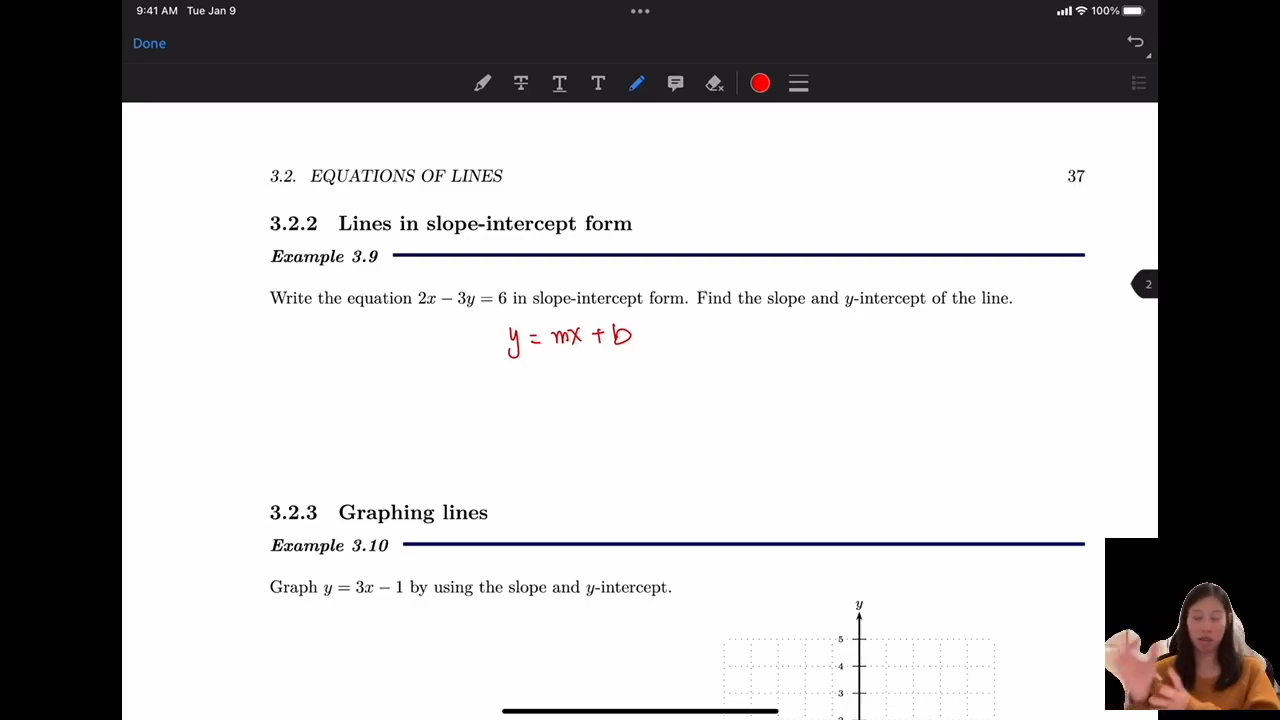 9:41 AM Tue Jan 9
100%
Done
T T T
3.2. EQUATIONS OF LINES 37
3.2.2 Lines in slope-intercept form
Example 3.9
Write the equation 2x − 3y = 6 in slope-intercept form. Find the slope and y-intercept of the line.
2
y = mx + b
3.2.3 Graphing lines
Example 3.10
Graph y = 3x − 1 by using the slope and y-intercept.
y
5
4
3